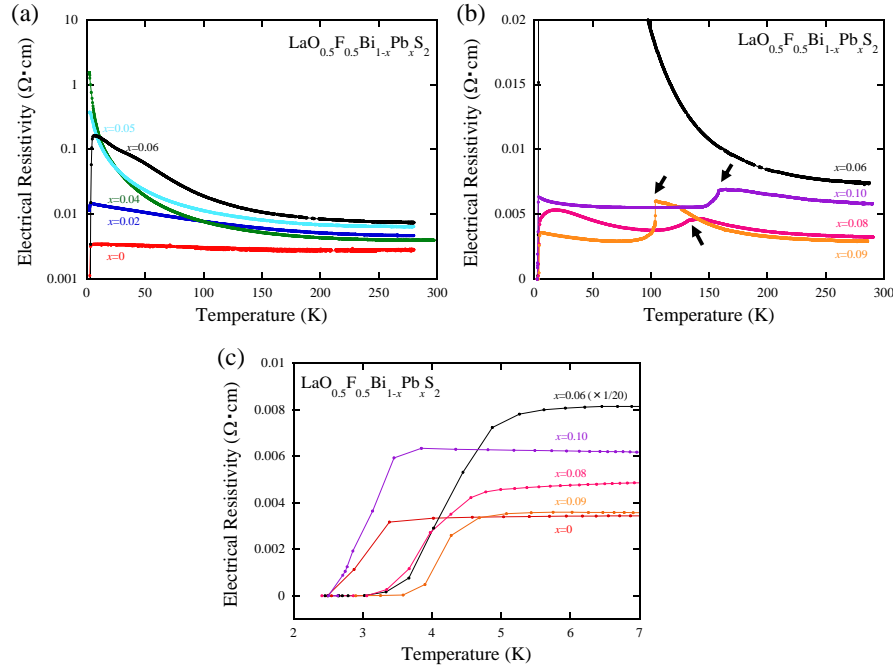 (a)
LaO0.5F0.5Bi1-xPbxS2
Electrical Resistivity (Ω•cm)
10
1
0.1
0.01
0.001
x=0.05
x=0.06
x=0.04
x=0.02
x=0
0 50 100 150 200 250 300
Temperature (K)
(b)
LaO0.5F0.5Bi1-xPbxS2
Electrical Resistivity (Ω•cm)
0.02
0.015
0.01
0.005
0
x=0.06
x=0.10
x=0.08
x=0.09
0 50 100 150 200 250 300
Temperature (K)
(c)
LaO0.5F0.5Bi1-xPbxS2
Electrical Resistivity (Ω•cm)
0.01
0.008
0.006
0.004
0.002
0
x=0.06 (×1/20)
x=0.10
x=0.08
x=0.09
x=0
2 3 4 5 6 7
Temperature (K)